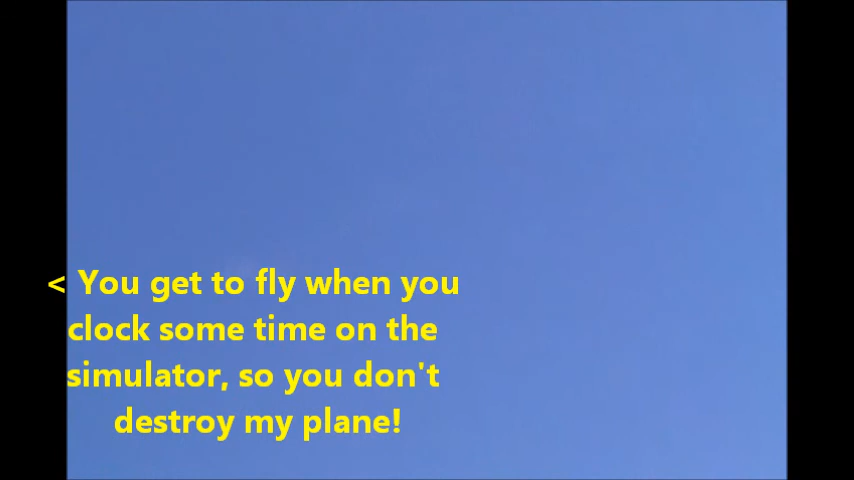 < You get to fly when you
clock some time on the
simulator, so you don't
destroy my plane!